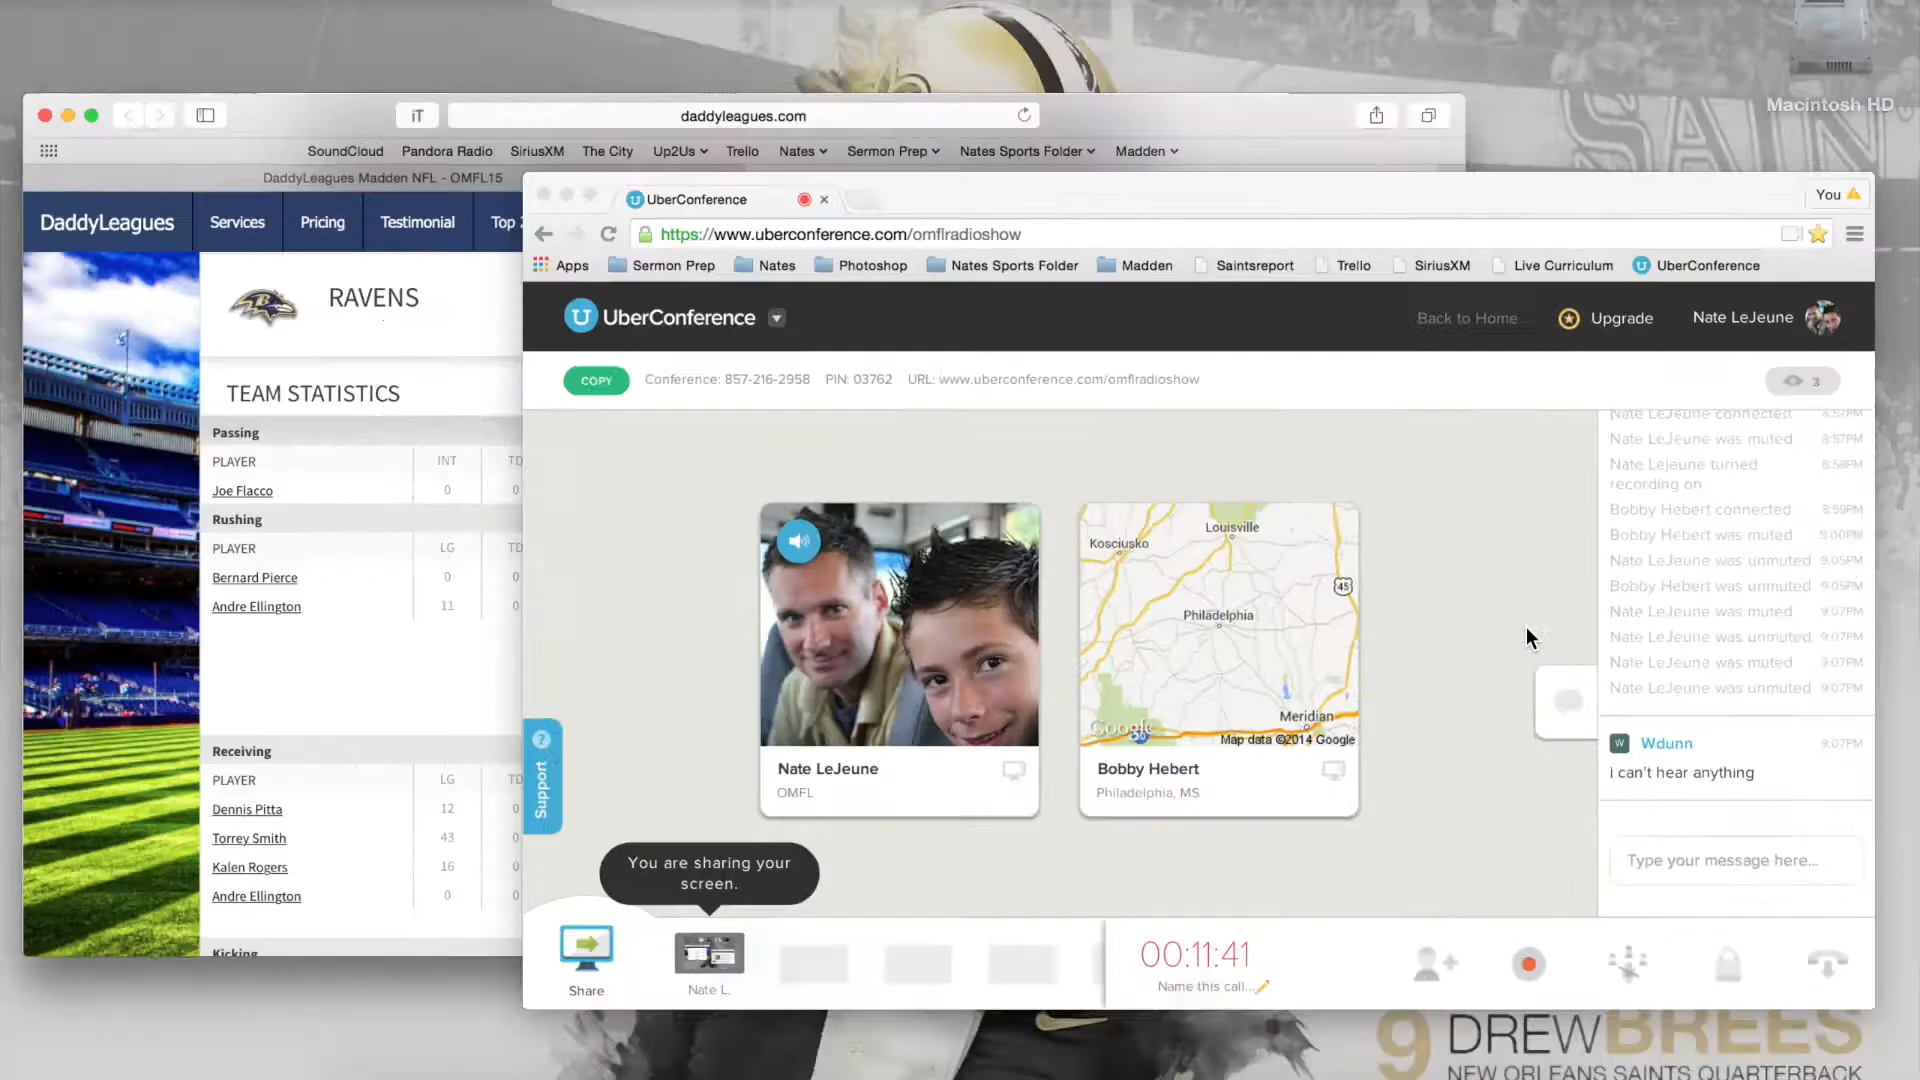 Macintosh HD
daddyleagues.com
SoundCloud Pandora Radio SiriusXM The City Up2Us Trello Nates Sermon Prep Nates Sports Folder Madden
DaddyLeagues Madden NFL - OMFL15
DaddyLeagues Services Pricing Testimonial Top
RAVENS
TEAM STATISTICS
Passing
PLAYER INT TD
Joe Flacco 0 0
Rushing
PLAYER LG TD
Bernard Pierce 0 0
Andre Ellington 11 0
Receiving
PLAYER LG TD
Dennis Pitta 12 0
Torrey Smith 43 0
Kalen Rogers 16 0
Andre Ellington 0 0
Kicking
UberConference
You
https://www.uberconference.com/omflradioshow
Apps Sermon Prep Nates Photoshop Nates Sports Folder Madden Saintsreport Trello SiriusXM Live Curriculum UberConference
UberConference
Back to Home Upgrade Nate LeJeune
COPY Conference: 857-216-2958 PIN: 03762 URL: www.uberconference.com/omflradioshow 3
Nate LeJeune connected 8:57PM
Nate LeJeune was muted 8:57PM
Nate Lejeune turned 8:58PM
recording on
Bobby Hebert connected 8:59PM
Bobby Hebert was muted 9:00PM
Nate LeJeune was unmuted 9:05PM
Bobby Hebert was unmuted 9:05PM
Nate LeJeune was muted 9:07PM
Nate LeJeune was unmuted 9:07PM
Nate LeJeune was muted 9:07PM
Nate LeJeune was unmuted 9:07PM
W Wdunn 9:07PM
i can't hear anything
Type your message here...
Louisville
Kosciusko
45
Philadelphia
Meridian
Google
Map data ©2014 Google
Nate LeJeune
OMFL
Bobby Hebert
Philadelphia, MS
? Support
You are sharing your
screen.
Share
Nate L.
00:11:41
Name this call...
9 DREWBREES
NEW ORLEANS SAINTS QUARTERBACK
SAIN